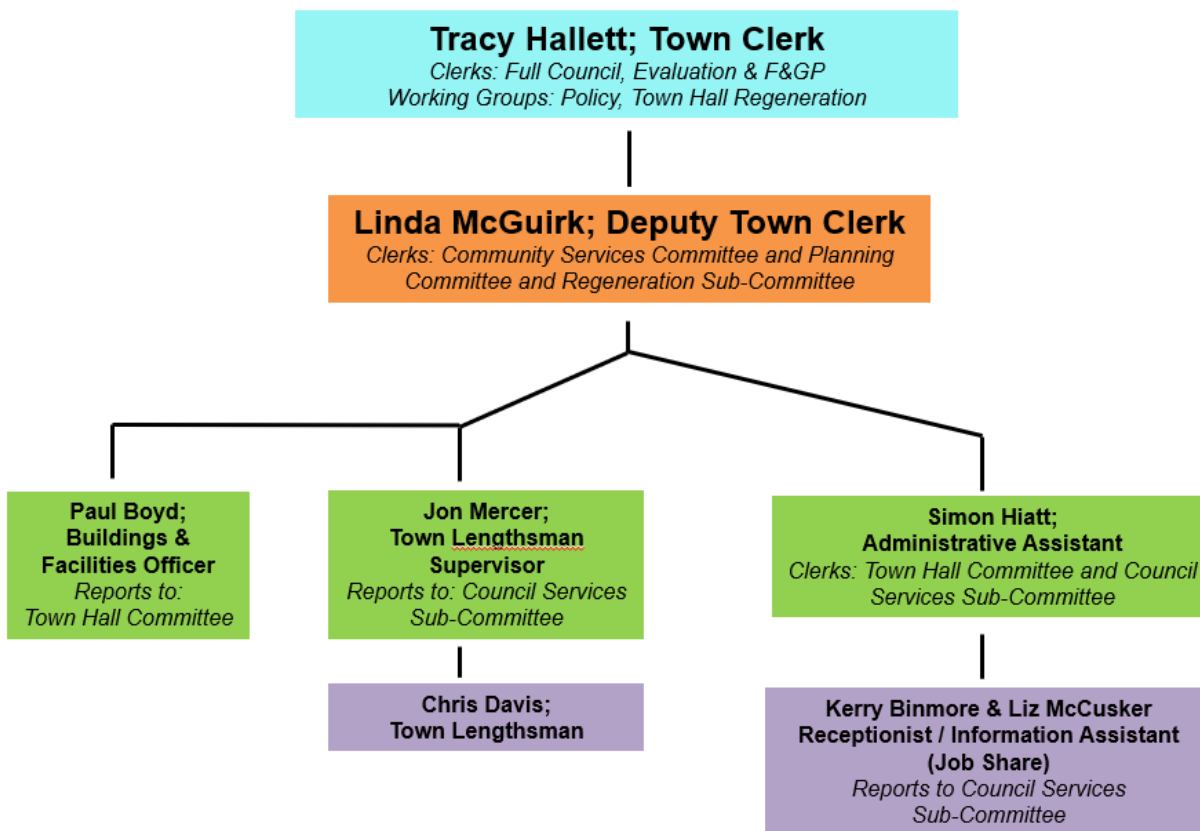 Tracy Hallett; Town Clerk
Clerks: Full Council, Evaluation & F&GP
Working Groups: Policy, Town Hall Regeneration
Linda McGuirk; Deputy Town Clerk
Clerks: Community Services Committee and Planning
Committee and Regeneration Sub-Committee
Paul Boyd;
Buildings &
Facilities Officer
Reports to:
Town Hall Committee
Jon Mercer;
Town Lengthsman
Supervisor
Reports to: Council Services
Sub-Committee
Simon Hiatt;
Administrative Assistant
Clerks: Town Hall Committee and Council
Services Sub-Committee
Chris Davis;
Town Lengthsman
Kerry Binmore & Liz McCusker
Receptionist / Information Assistant
(Job Share)
Reports to Council Services
Sub-Committee